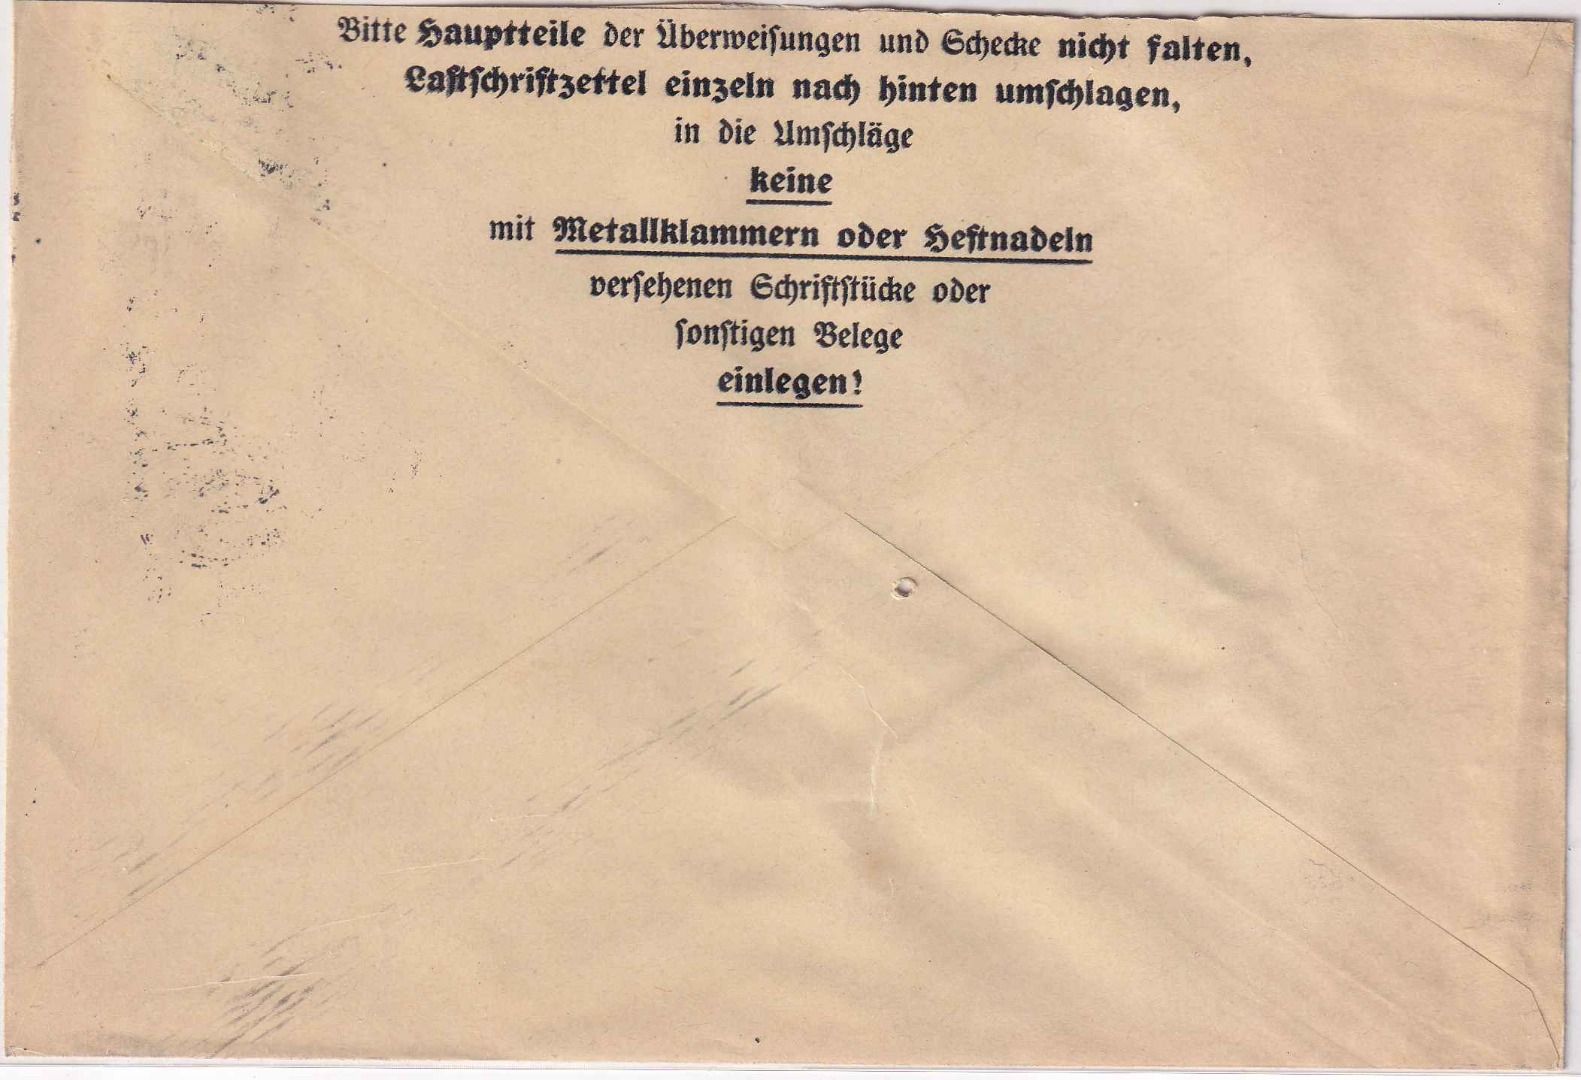 Bitte Hauptteile der Überweisungen und Schecke nicht falten,
Lastschriftzettel einzeln nach hinten umschlagen,
in die Umschläge
keine
mit Metallklammern oder Heftnadeln
versehenen Schriftstücke oder
sonstigen Belege
einlegen!